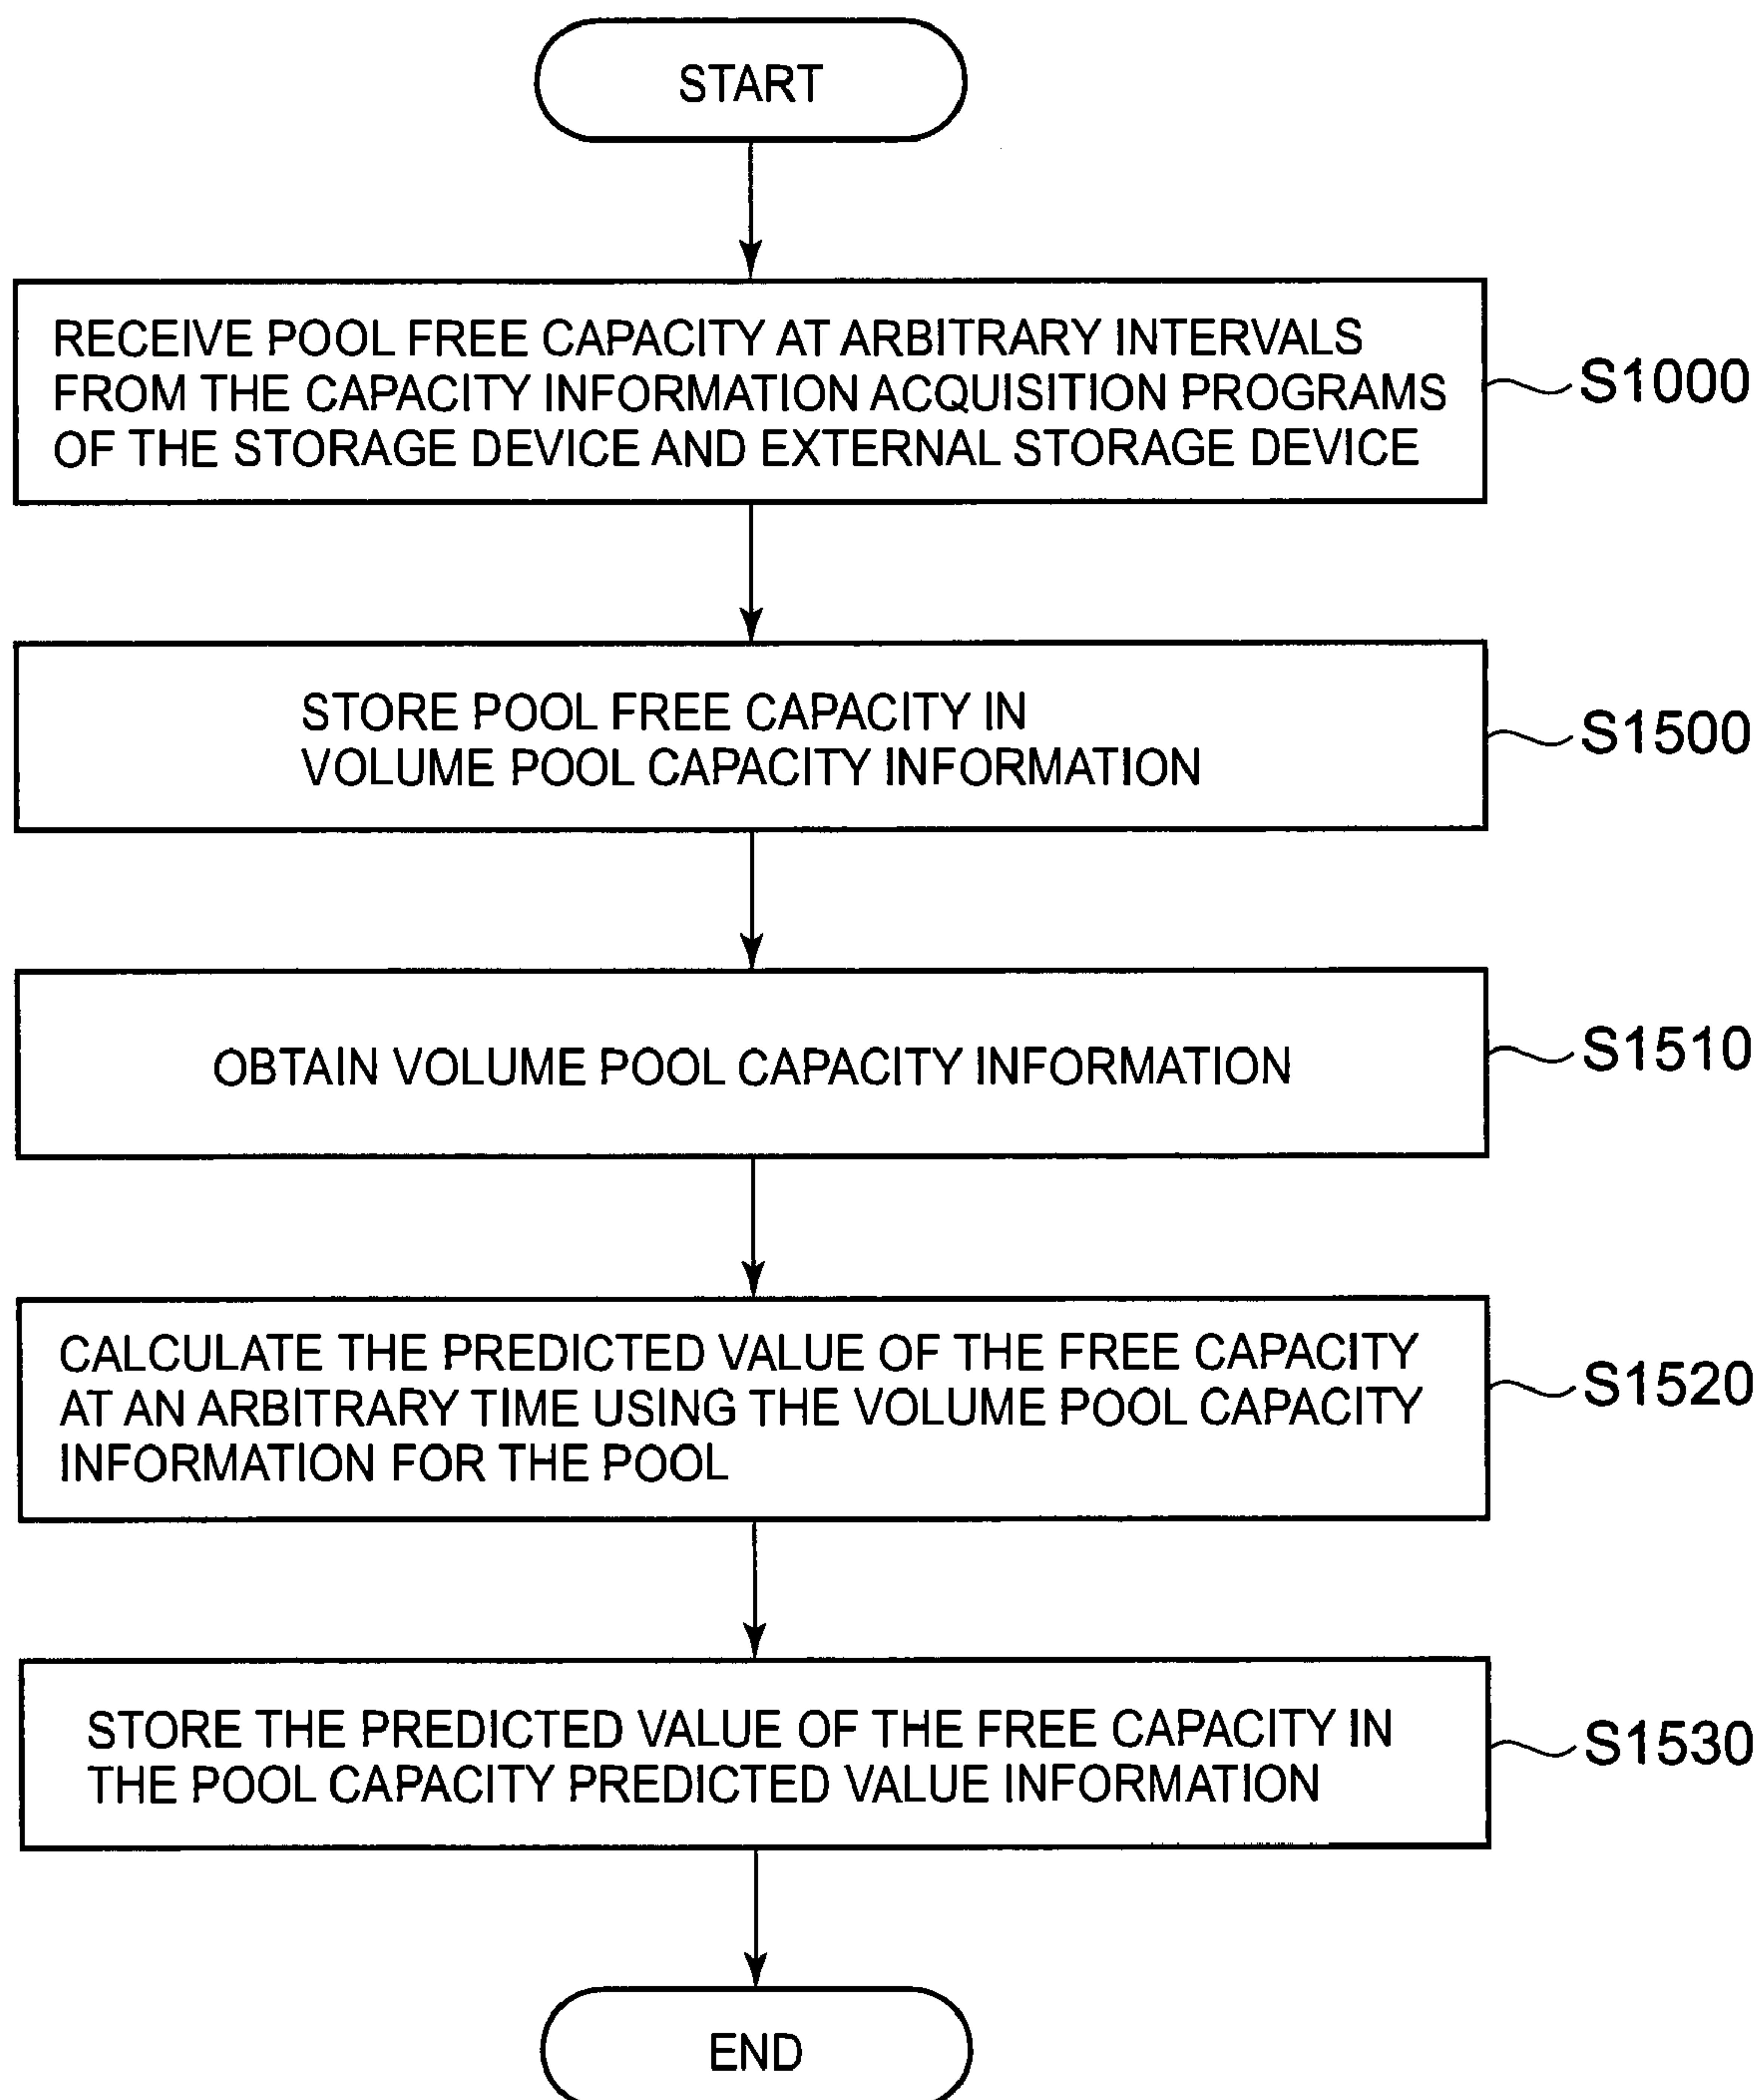 START
RECEIVE POOL FREE CAPACITY AT ARBITRARY INTERVALS
FROM THE CAPACITY INFORMATION ACQUISITION PROGRAMS
OF THE STORAGE DEVICE AND EXTERNAL STORAGE DEVICE
S1000
STORE POOL FREE CAPACITY IN
VOLUME POOL CAPACITY INFORMATION
S1500
OBTAIN VOLUME POOL CAPACITY INFORMATION
S1510
CALCULATE THE PREDICTED VALUE OF THE FREE CAPACITY
AT AN ARBITRARY TIME USING THE VOLUME POOL CAPACITY
INFORMATION FOR THE POOL
S1520
STORE THE PREDICTED VALUE OF THE FREE CAPACITY IN
THE POOL CAPACITY PREDICTED VALUE INFORMATION
S1530
END